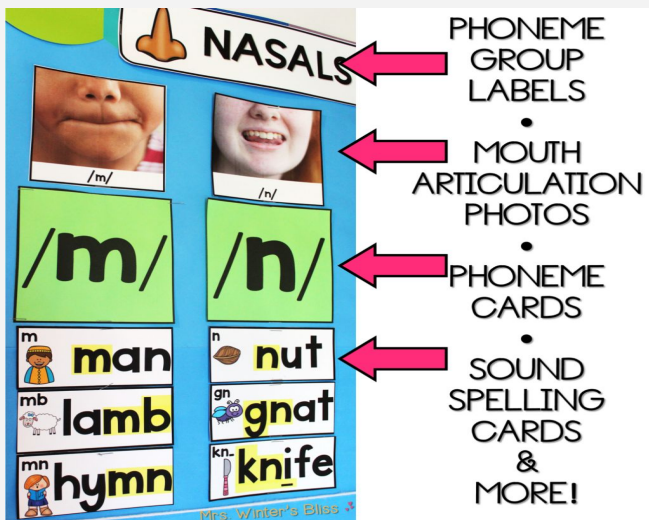 NASALS
/m/
/n/
/m/
/n/
m
man
n
nut
mb
lamb
gn
gnat
mn
hymn
kn_
knife
Mrs. Winter's Bliss
PHONEME
GROUP
LABELS
•
MOUTH
ARTICULATION
PHOTOS
•
PHONEME
CARDS
•
SOUND
SPELLING
CARDS
&
MORE!